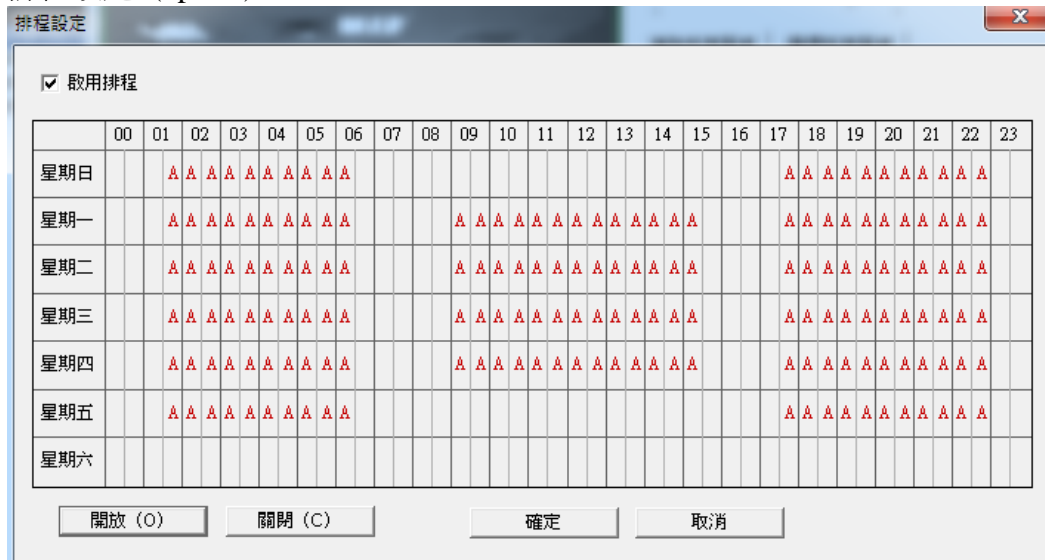 排程設定
啟用排程
00 01 02 03 04 05 06 07 08 09 10 11 12 13 14 15 16 17 18 19 20 21 22 23
星期日 A A A A A A A A A A A A A A A A A A A A A
星期一 A A A A A A A A A A A A A A A A A A A A A A A A A A A A A A A A A A
星期二 A A A A A A A A A A A A A A A A A A A A A A A A A A A A A A A A A A
星期三 A A A A A A A A A A A A A A A A A A A A A A A A A A A A A A A A A A
星期四 A A A A A A A A A A A A A A A A A A A A A A A A A A A A A A A A A A
星期五 A A A A A A A A A A A A A A A A A A A A A
星期六
開放 (O) 關閉 (C) 確定 取消